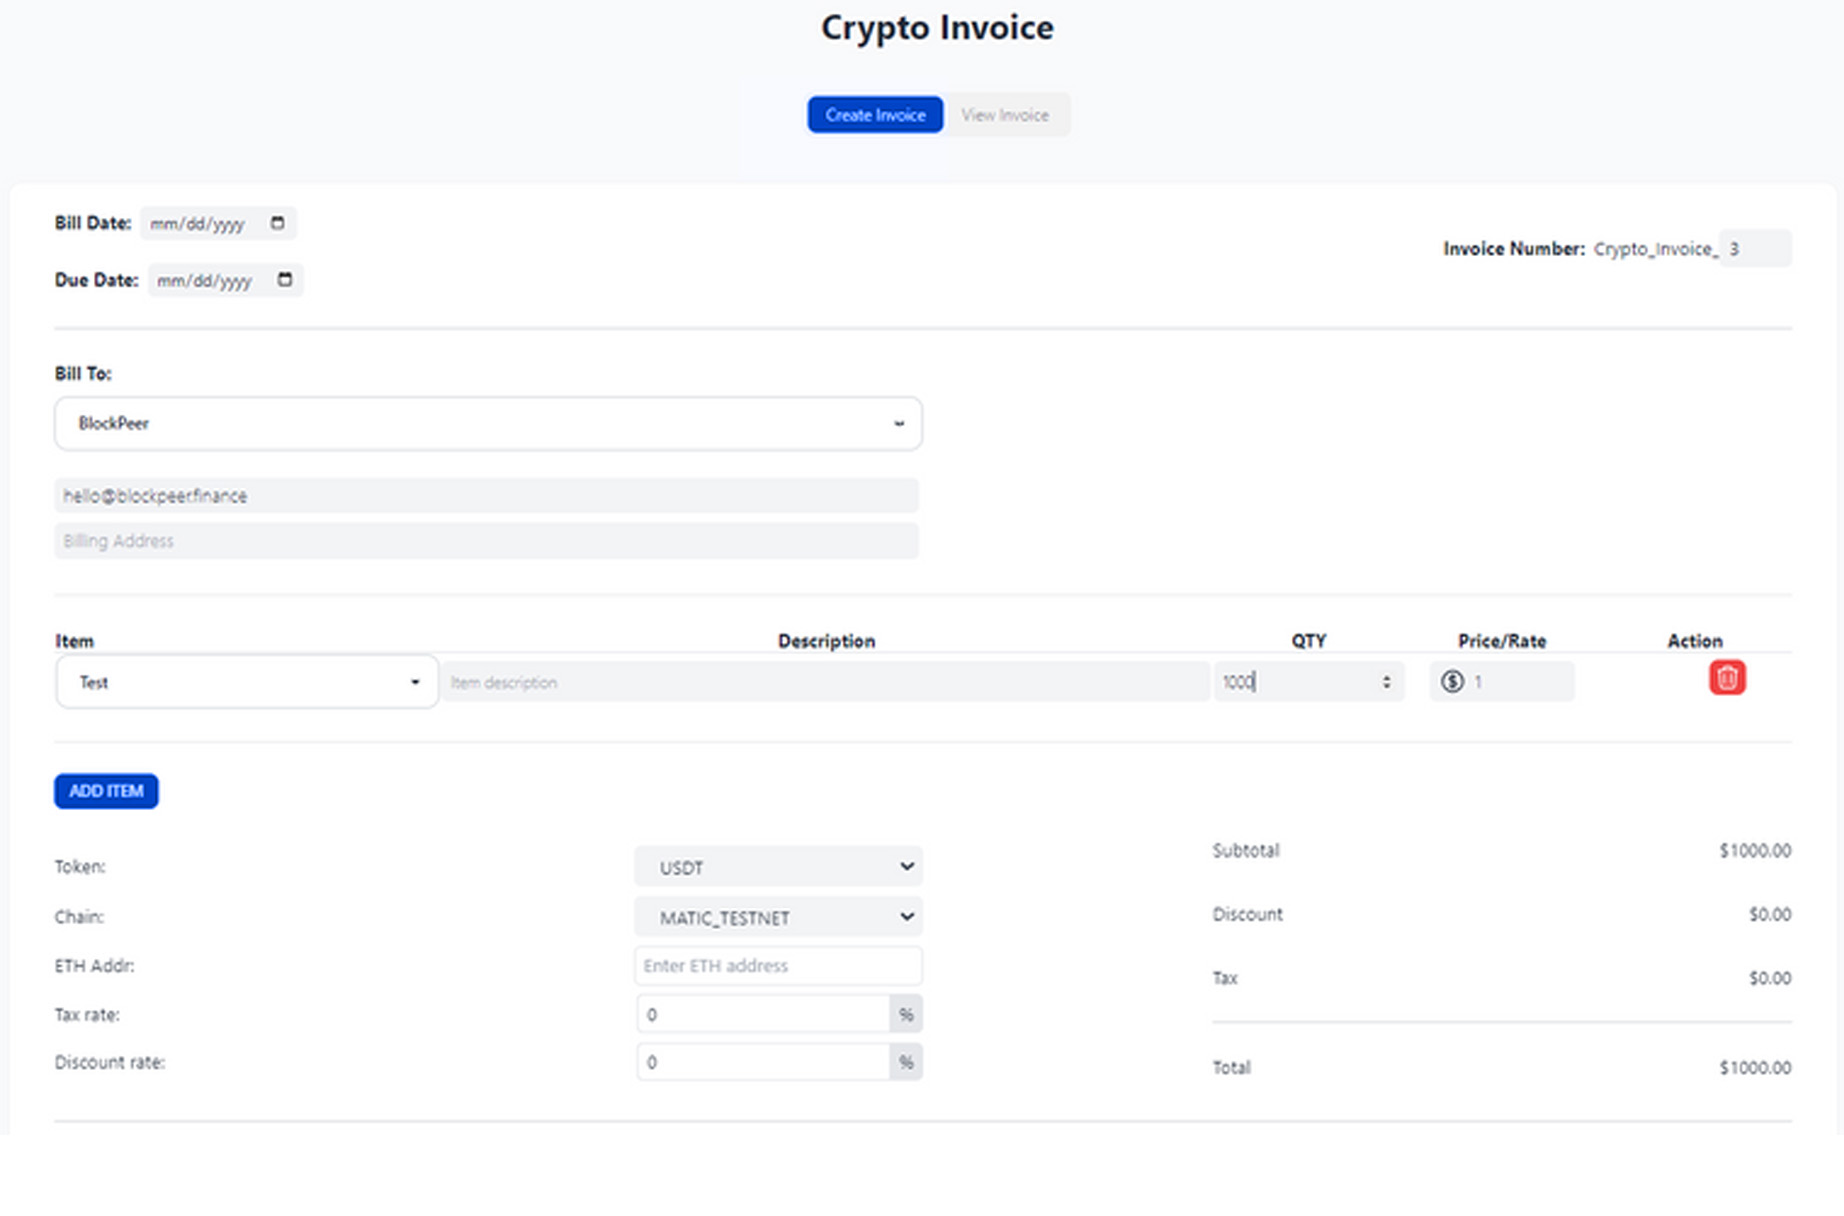 Crypto Invoice
Create Invoice View Invoice
Bill Date: mm/dd/yyyy
Invoice Number: Crypto_Invoice_ 3
Due Date: mm/dd/yyyy
Bill To:
BlockPeer
hello@blockpeer.finance
Billing Address
Item Description QTY Price/Rate Action
Test Item description 1000 $ 1
ADD ITEM
Token: USDT
Chain: MATIC_TESTNET
ETH Addr: Enter ETH address
Tax rate: 0 %
Discount rate: 0 %
Subtotal $1000.00
Discount $0.00
Tax $0.00
Total $1000.00